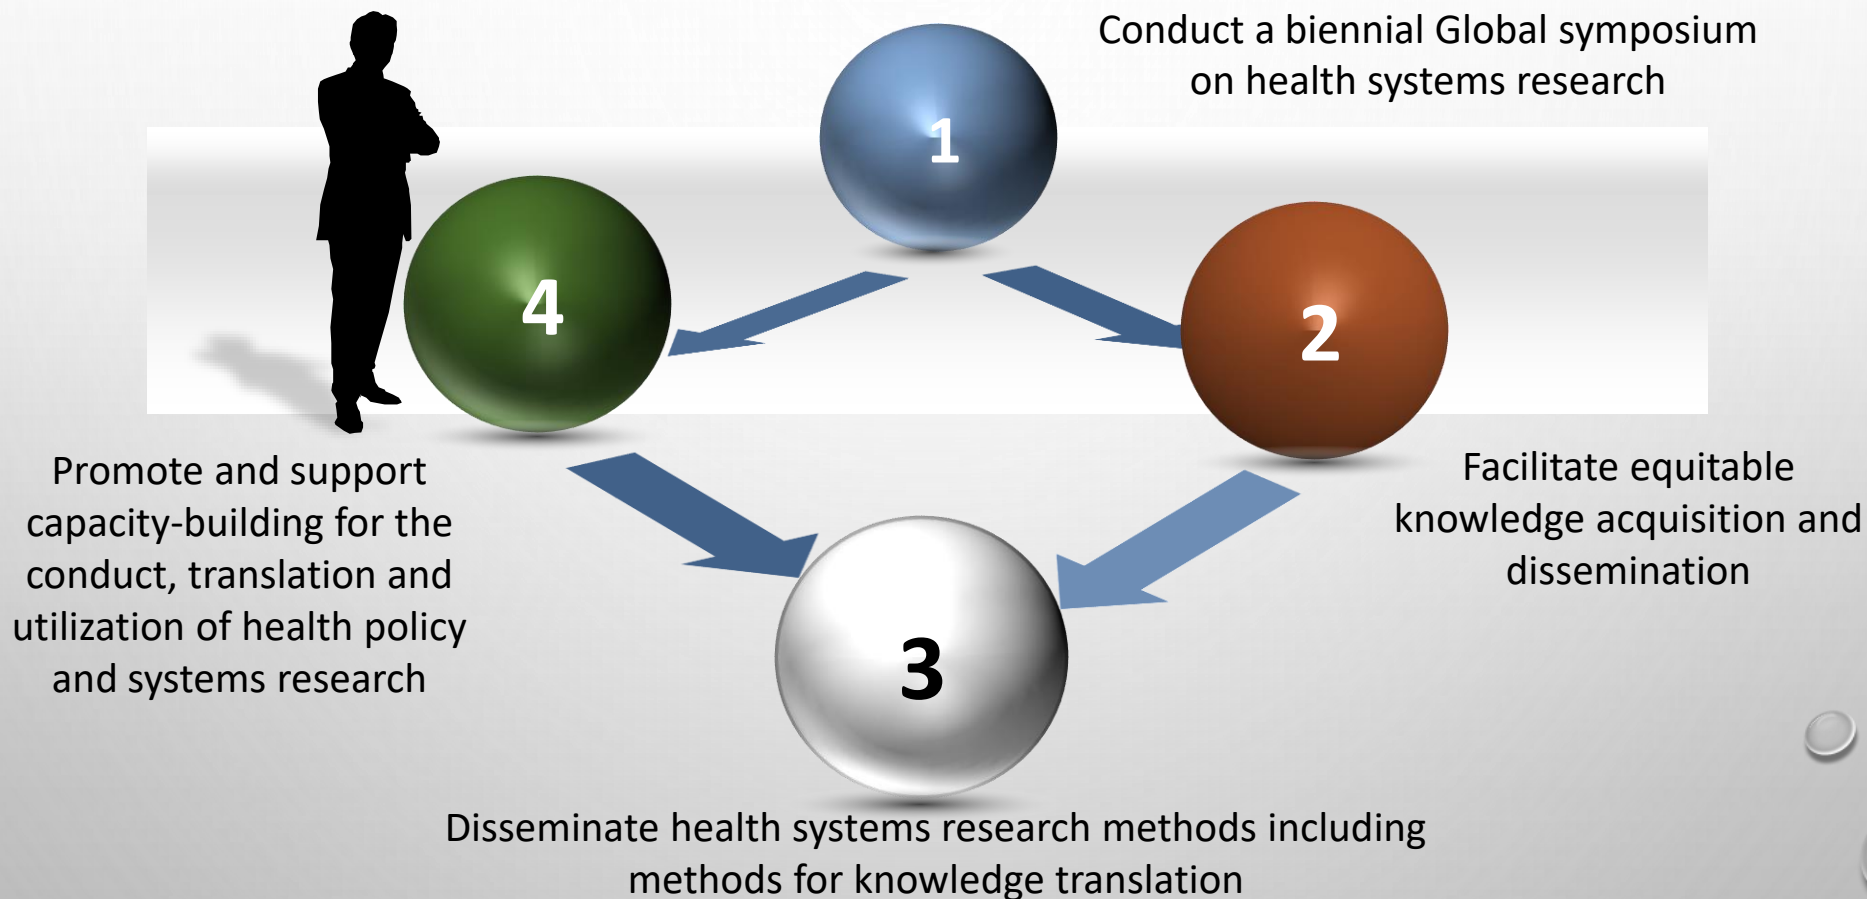 Conduct a biennial Global symposium
on health systems research
1
4
2
Promote and support
capacity-building for the
conduct, translation and
utilization of health policy
and systems research
Facilitate equitable
knowledge acquisition and
dissemination
3
Disseminate health systems research methods including
methods for knowledge translation